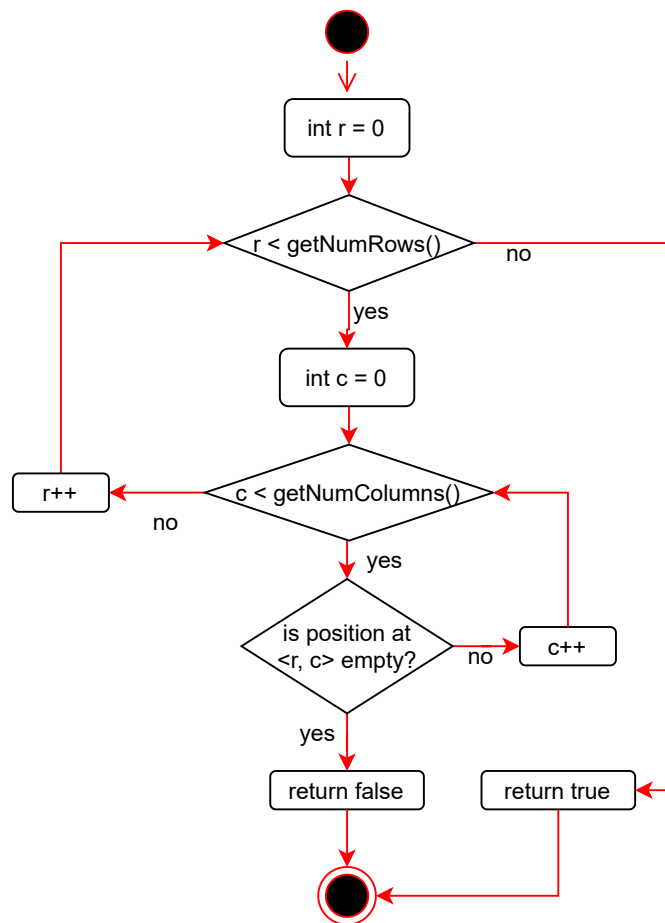 int r = 0
r < getNumRows()
no
yes
int c = 0
r++
c < getNumColumns()
no
yes
is position at
<r, c> empty?
no
c++
yes
return false
return true